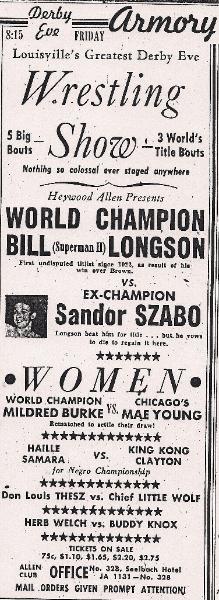 Derby Eve
8:15
FRIDAY
Armory
Louisville's Greatest Derby Eve
Wrestling
5 Big Bouts
Show
3 World's Title Bouts
Nothing so colossal ever staged anywhere
Heywood Allen Presents
WORLD CHAMPION
BILL (Superman II) LONGSON
First undisputed titlist since 1922, as result of his
win over Brown.
VS.
EX-CHAMPION
Sandor SZABO
Longson beat him for title . . . but he vows
to die to regain it here.
• WOMEN •
WORLD CHAMPION
MILDRED BURKE
VS.
CHICAGO'S
MAE YOUNG
Rematched to settle their draw!
HAILLE SAMARA
VS.
KING KONG CLAYTON
for Negro Championship
Don Louis THESZ vs. Chief LITTLE WOLF
HERB WELCH vs. BUDDY KNOX
TICKETS ON SALE
75c, $1.10, $1.65, $2.20, $2.75
ALLEN CLUB
OFFICE
No. 328, Seelbach Hotel
JA 1131 — No. 328
MAIL ORDERS GIVEN PROMPT ATTENTION!